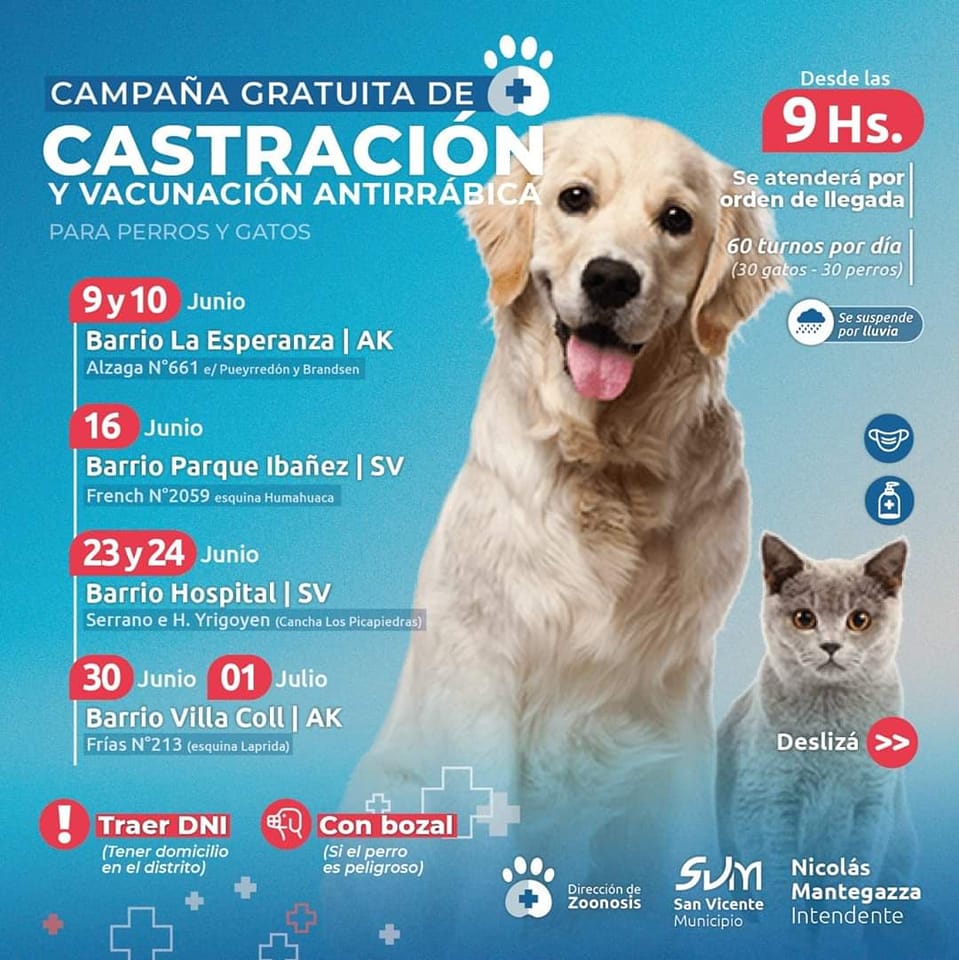 CAMPAÑA GRATUITA DE
CASTRACIÓN
Y VACUNACIÓN ANTIRRÁBICA
PARA PERROS Y GATOS
Desde las
9 Hs.
Se atenderá por
orden de llegada
60 turnos por día
(30 gatos - 30 perros)
Se suspende
por lluvia
9 y 10 Junio
Barrio La Esperanza | AK
Alzaga N°661 e/ Pueyrredón y Brandsen
16 Junio
Barrio Parque Ibañez | SV
French N°2059 esquina Humahuaca
23 y 24 Junio
Barrio Hospital | SV
Serrano e H. Yrigoyen (Cancha Los Picapiedras)
30 Junio 01 Julio
Barrio Villa Coll | AK
Frías N°213 (esquina Laprida)
Deslizá >>
! Traer DNI
(Tener domicilio
en el distrito)
Con bozal
(Si el perro
es peligroso)
Dirección de
Zoonosis
SVM
San Vicente
Municipio
Nicolás
Mantegazza
Intendente